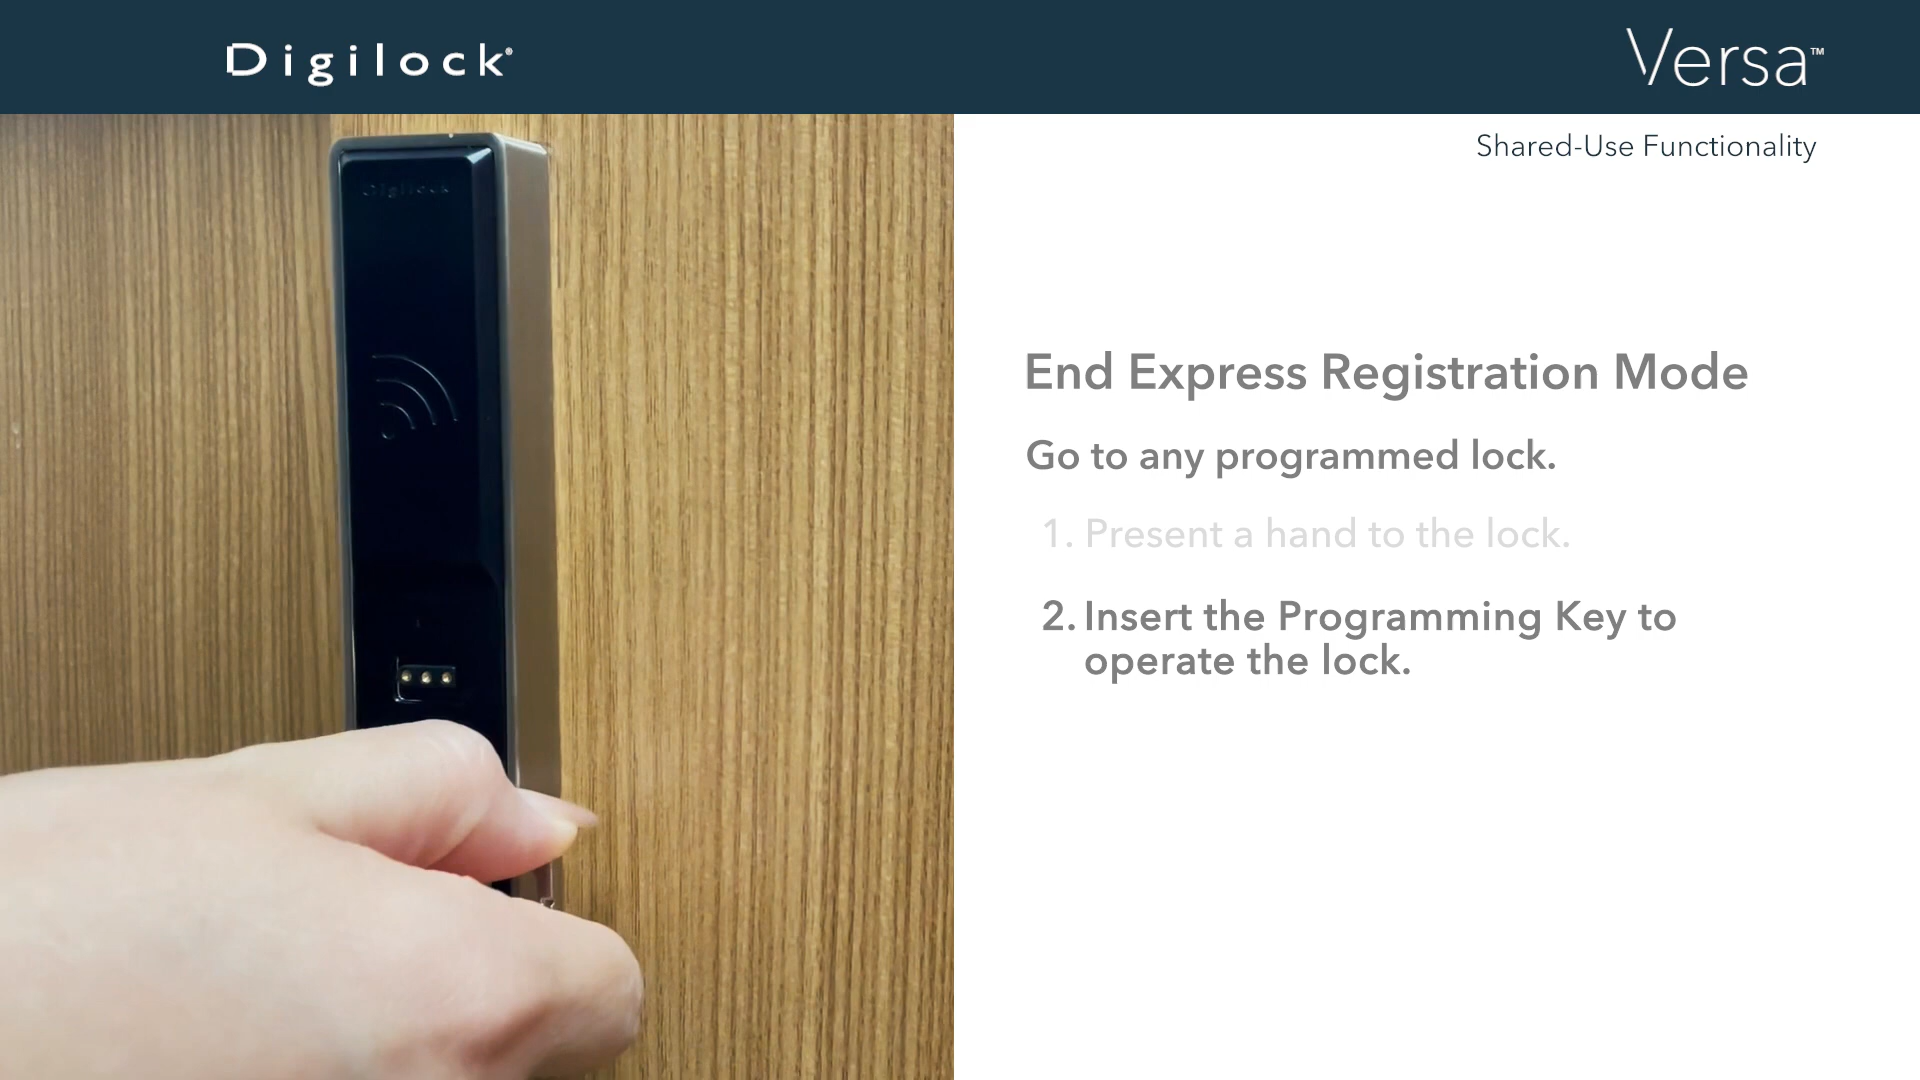 Digilock®
Versa™
Shared-Use Functionality
Digilock
End Express Registration Mode
Go to any programmed lock.
1. Present a hand to the lock.
2. Insert the Programming Key to
operate the lock.